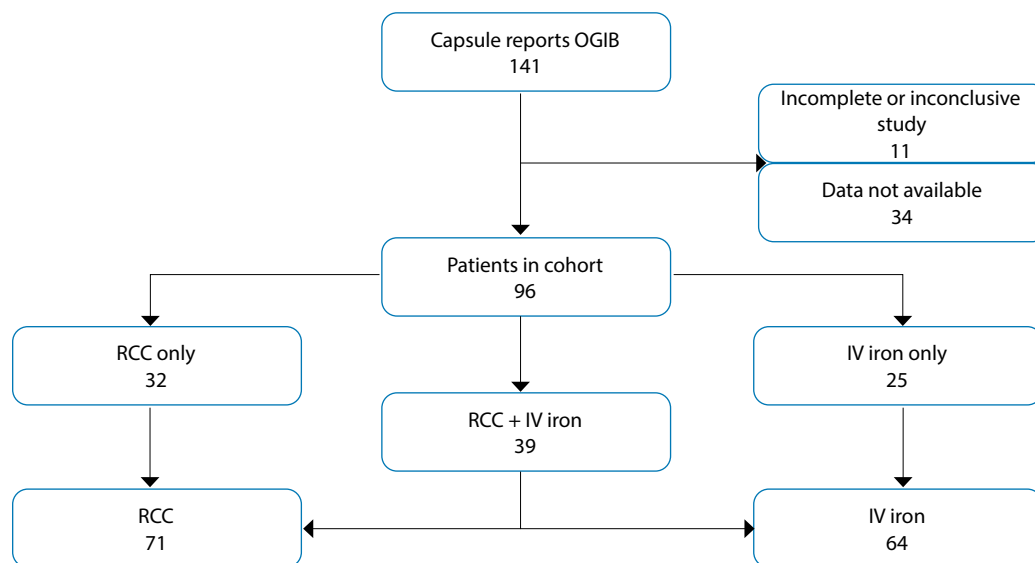 Capsule reports OGIB
141
Incomplete or inconclusive
study
11
Data not available
34
Patients in cohort
96
RCC only
32
IV iron only
25
RCC + IV iron
39
RCC
71
IV iron
64